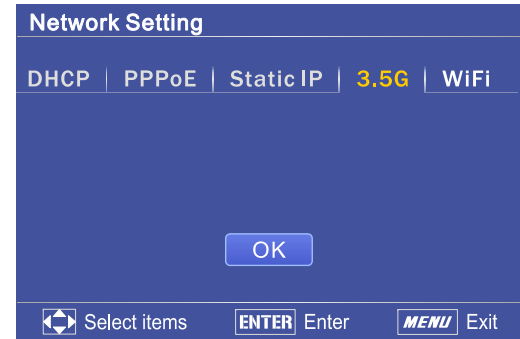 Network Setting
DHCP | PPPoE | Static IP | 3.5G | WiFi
OK
Select items ENTER Enter MENU Exit